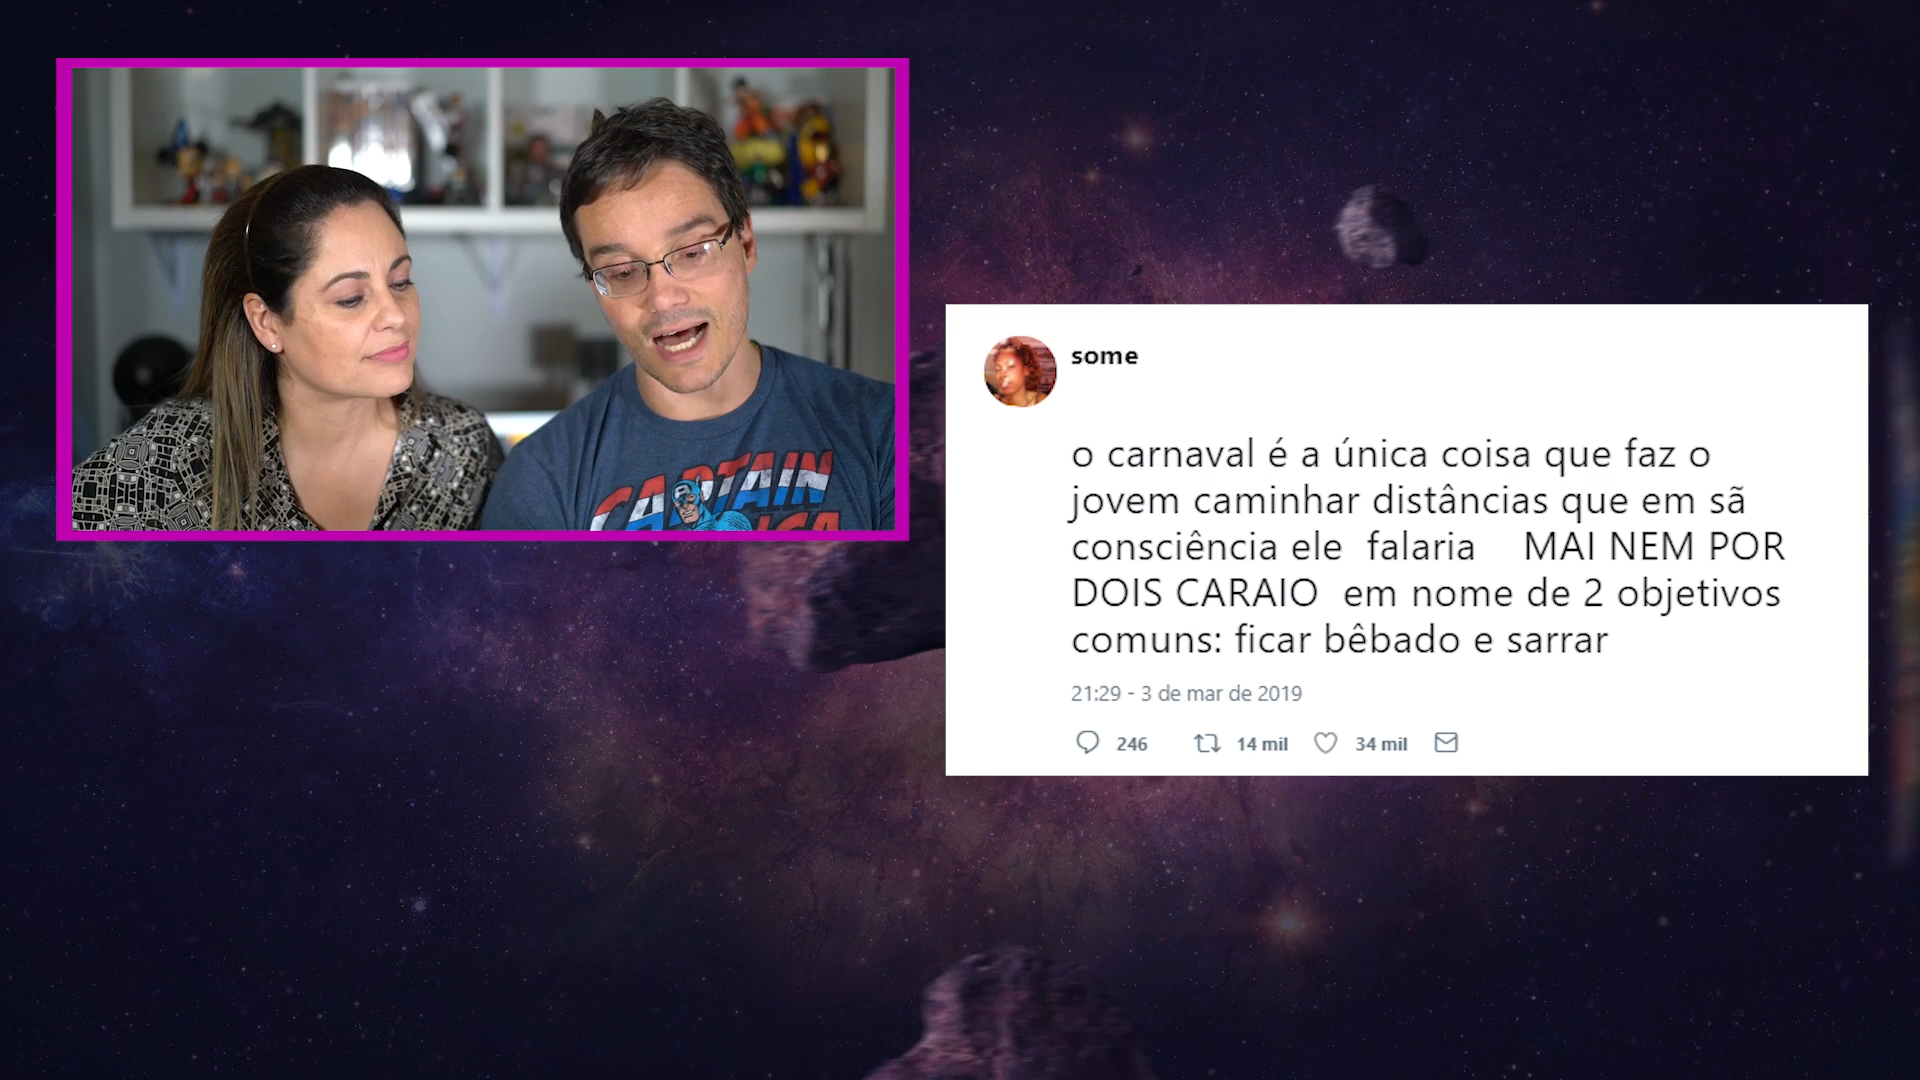 CAPTAIN
some
o carnaval é a única coisa que faz o
jovem caminhar distâncias que em sã
consciência ele falaria MAI NEM POR
DOIS CARAIO em nome de 2 objetivos
comuns: ficar bêbado e sarrar
21:29 - 3 de mar de 2019
246 14 mil 34 mil